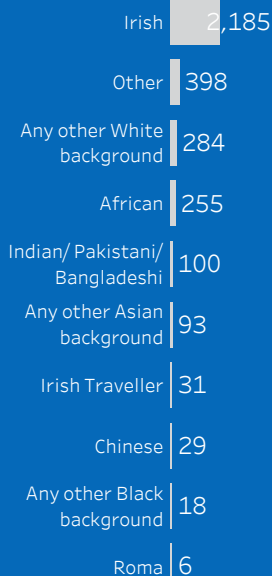 Irish 2,185
Other 398
Any other White
background 284
African 255
Indian/ Pakistani/
Bangladeshi 100
Any other Asian
background 93
Irish Traveller 31
Chinese 29
Any other Black
background 18
Roma 6